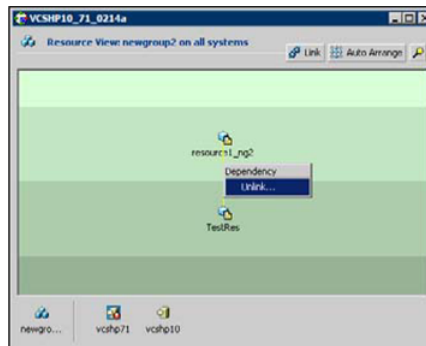 VCSHP10_71_0214a
Resource View: newgroup2 on all systems
Link Auto Arrange
resource1_ng2
Dependency
Unlink...
TestRes
newgro... vcshp71 vcshp10